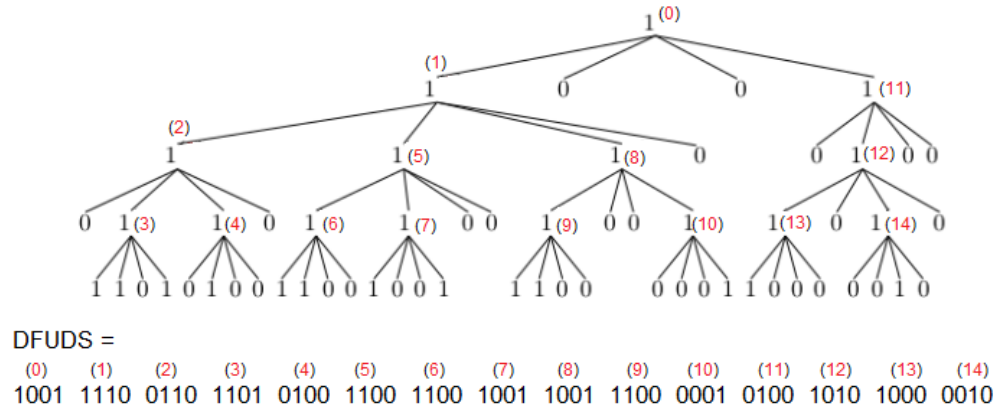 1 (0)
(1)
1 0 0 1 (11)
(2)
1 1 (5) 1 (8) 0 0 1 (12) 0 0
0 1 (3) 1 (4) 0 1 (6) 1 (7) 0 0 1 (9) 0 0 1 (10) 1 (13) 0 1 (14) 0
1 1 0 1 0 1 0 0 1 1 0 0 1 0 0 1 1 1 0 0 0 0 0 1 1 0 0 0 0 0 1 0
DFUDS =
(0) (1) (2) (3) (4) (5) (6) (7) (8) (9) (10) (11) (12) (13) (14)
1001 1110 0110 1101 0100 1100 1100 1001 1001 1100 0001 0100 1010 1000 0010